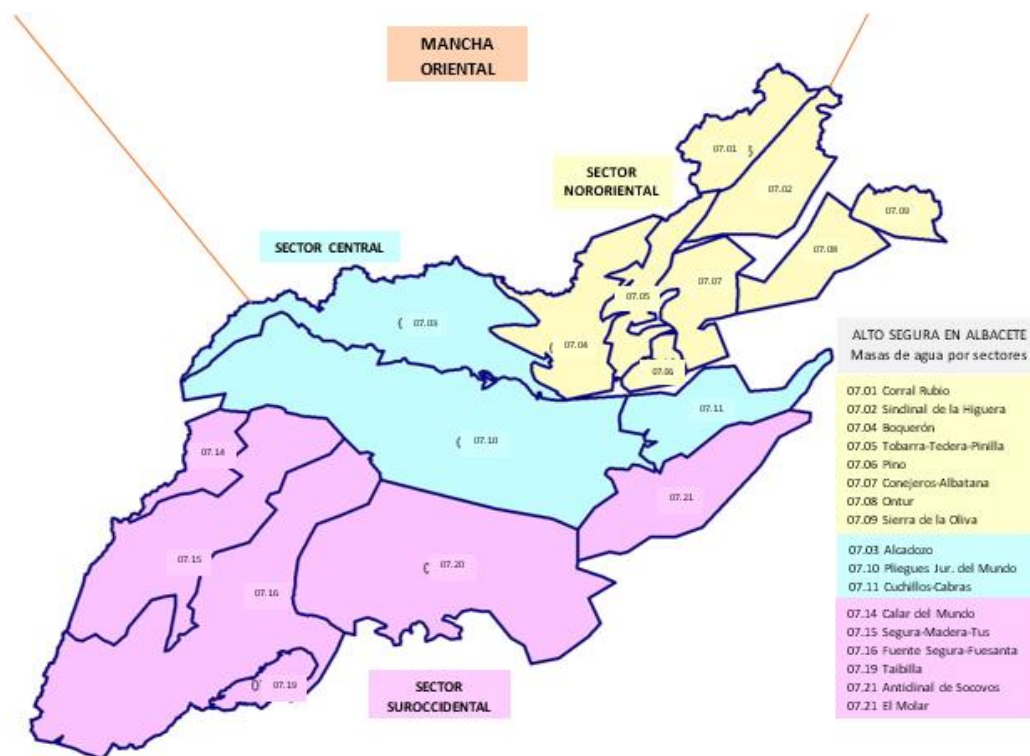 MANCHA
ORIENTAL
07.01
SECTOR
NORORIENTAL
07.02
07.09
SECTOR CENTRAL
07.08
07.07
07.05
07.03
07.04
07.06
07.11
07.10
07.14
07.21
07.15
07.20
07.16
07.19
SECTOR
SUROCCIDENTAL
ALTO SEGURA EN ALBACETE
Masas de agua por sectores
07.01 Corral Rubio
07.02 Sindinal de la Higuera
07.04 Boquerón
07.05 Tobarra-Tedera-Pinilla
07.06 Pino
07.07 Conejeros-Albatana
07.08 Ontur
07.09 Sierra de la Oliva
07.03 Alcadozo
07.10 Pliegues Jur. del Mundo
07.11 Cuchillos-Cabras
07.14 Calar del Mundo
07.15 Segura-Madera-Tus
07.16 Fuente Segura-Fuesanta
07.19 Taibilla
07.21 Antidinal de Socovos
07.21 El Molar